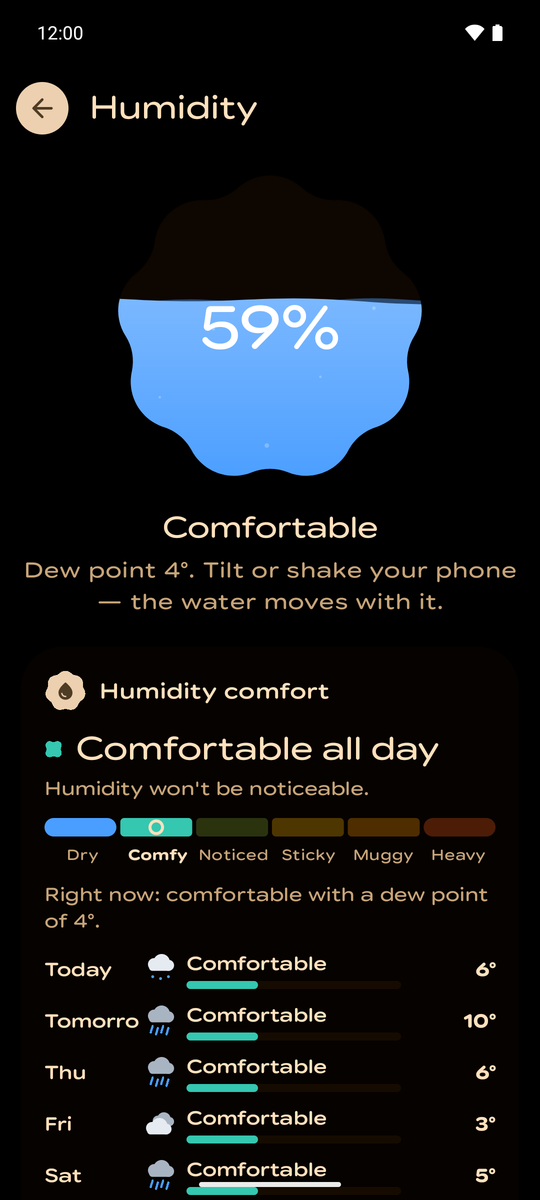 12:00
Humidity
59%
Comfortable
Dew point 4°. Tilt or shake your phone
— the water moves with it.
Humidity comfort
Comfortable all day
Humidity won't be noticeable.
Dry Comfy Noticed Sticky Muggy Heavy
Right now: comfortable with a dew point
of 4°.
Today Comfortable 6°
Tomorro Comfortable 10°
Thu Comfortable 6°
Fri Comfortable 3°
Sat Comfortable 5°